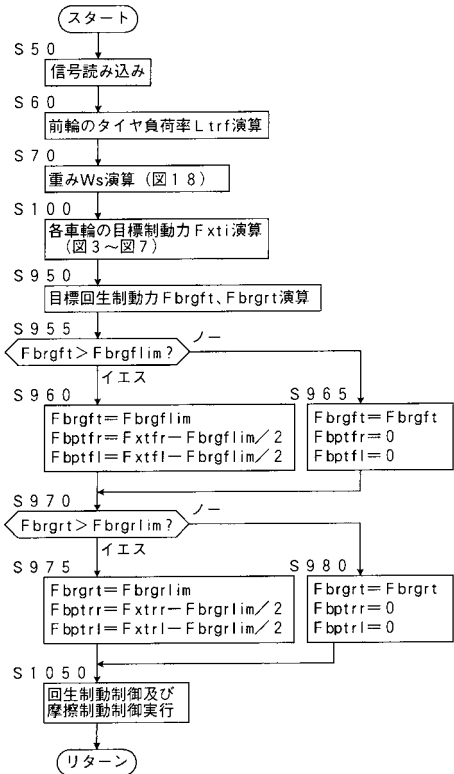 スタート
S50
信号読み込み
S60
前輪のタイヤ負荷率Ltrf演算
S70
重みWs演算（図18）
S100
各車輪の目標制動力Fxti演算
（図3～図7）
S950
目標回生制動力Fbrgft、Fbrgrt演算
S955
Fbrgft＞Fbrgflim？
ノー
イエス
S960
Fbrgft＝Fbrgflim
Fbptfr＝Fxtfr－Fbrgflim／2
Fbptfl＝Fxtfl－Fbrgflim／2
S965
Fbrgft＝Fbrgft
Fbptfr＝0
Fbptfl＝0
S970
Fbrgrt＞Fbrgrlim？
ノー
イエス
S975
Fbrgrt＝Fbrgrlim
Fbptrr＝Fxtrr－Fbrgrlim／2
Fbptrl＝Fxtrl－Fbrgrlim／2
S980
Fbrgrt＝Fbrgrt
Fbptrr＝0
Fbptrl＝0
S1050
回生制動制御及び
摩擦制動制御実行
リターン